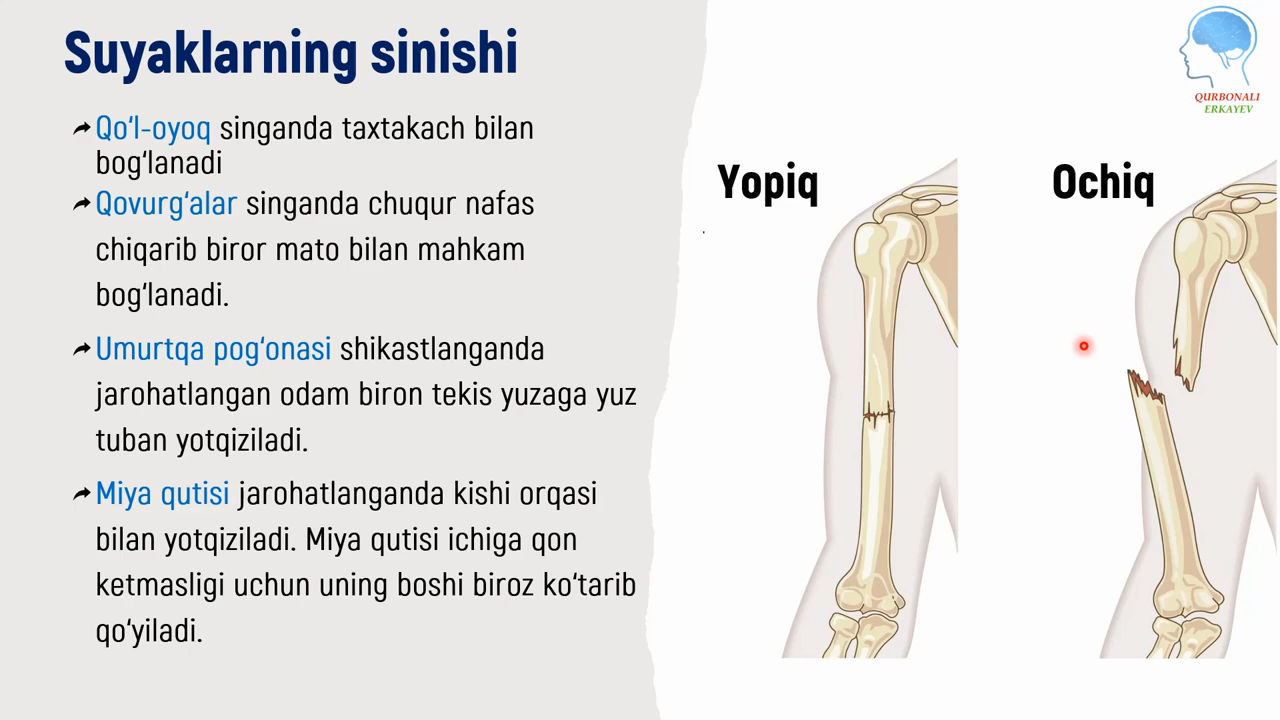 Suyaklarning sinishi
Qo‘l-oyoq singanda taxtakach bilan
bog‘lanadi
Qovurg‘alar singanda chuqur nafas
chiqarib biror mato bilan mahkam
bog‘lanadi.
Umurtqa pog‘onasi shikastlanganda
jarohatlangan odam biron tekis yuzaga yuz
tuban yotqiziladi.
Miya qutisi jarohatlanganda kishi orqasi
bilan yotqiziladi. Miya qutisi ichiga qon
ketmasligi uchun uning boshi biroz ko‘tarib
qo‘yiladi.
Yopiq
Ochiq
QURBONALI
ERKAYEV